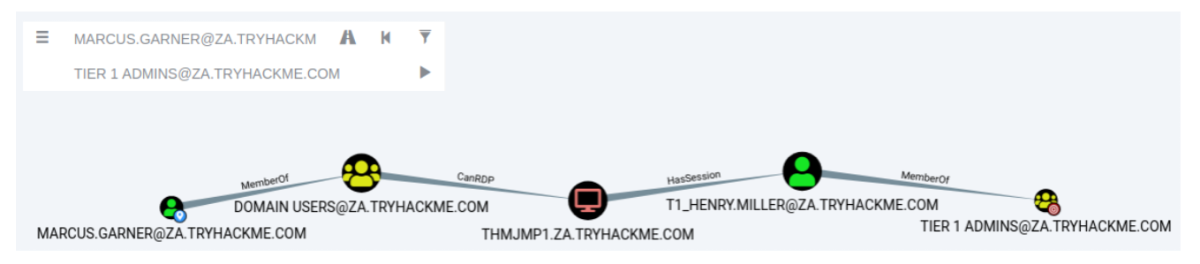 MARCUS.GARNER@ZA.TRYHACKM
TIER 1 ADMINS@ZA.TRYHACKME.COM
MemberOf
CanRDP
HasSession
MemberOf
MARCUS.GARNER@ZA.TRYHACKME.COM
DOMAIN USERS@ZA.TRYHACKME.COM
THMJMP1.ZA.TRYHACKME.COM
T1_HENRY.MILLER@ZA.TRYHACKME.COM
TIER 1 ADMINS@ZA.TRYHACKME.COM